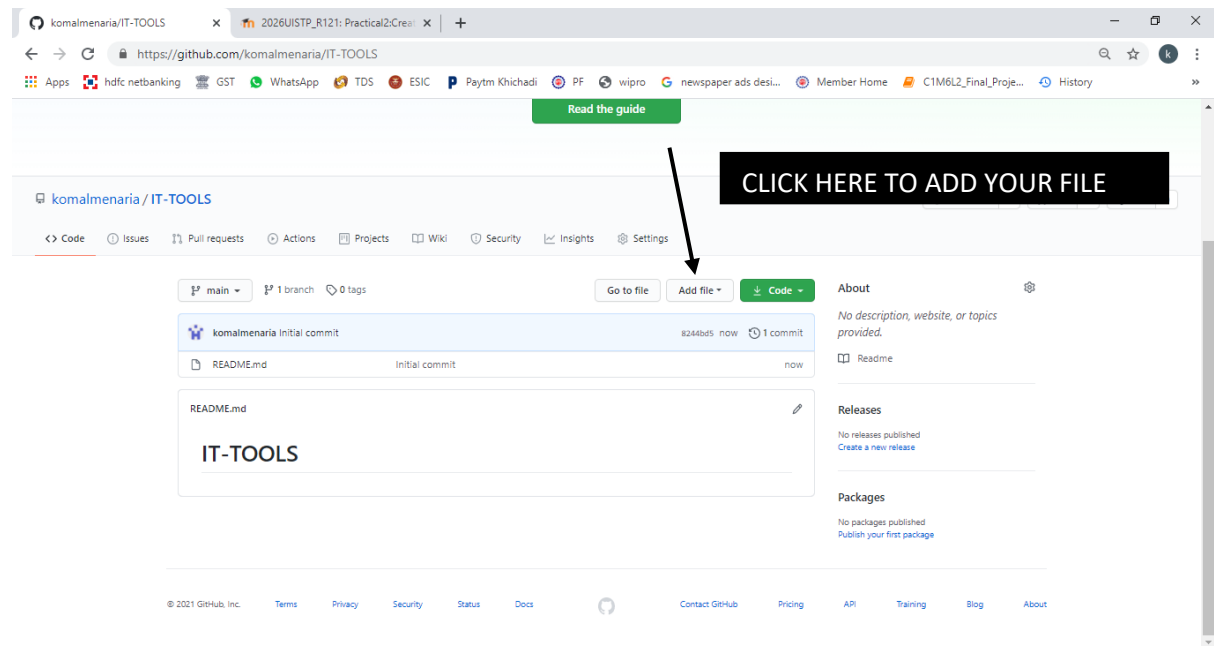 komalmenaria/IT-TOOLS
2026UISTP_R121: Practical2:Creat
https://github.com/komalmenaria/IT-TOOLS
k
Apps hdfc netbanking GST WhatsApp TDS ESIC Paytm Khichadi PF wipro newspaper ads desi... Member Home C1M6L2_Final_Proje... History »
Read the guide
CLICK HERE TO ADD YOUR FILE
komalmenaria / IT-TOOLS
<> Code Issues Pull requests Actions Projects Wiki Security Insights Settings
main 1 branch 0 tags Go to file Add file Code
About
No description, website, or topics
provided.
Readme
komalmenaria Initial commit 8244bd5 now 1 commit
README.md Initial commit now
README.md
IT-TOOLS
Releases
No releases published
Create a new release
Packages
No packages published
Publish your first package
© 2021 GitHub, Inc. Terms Privacy Security Status Docs Contact GitHub Pricing API Training Blog About